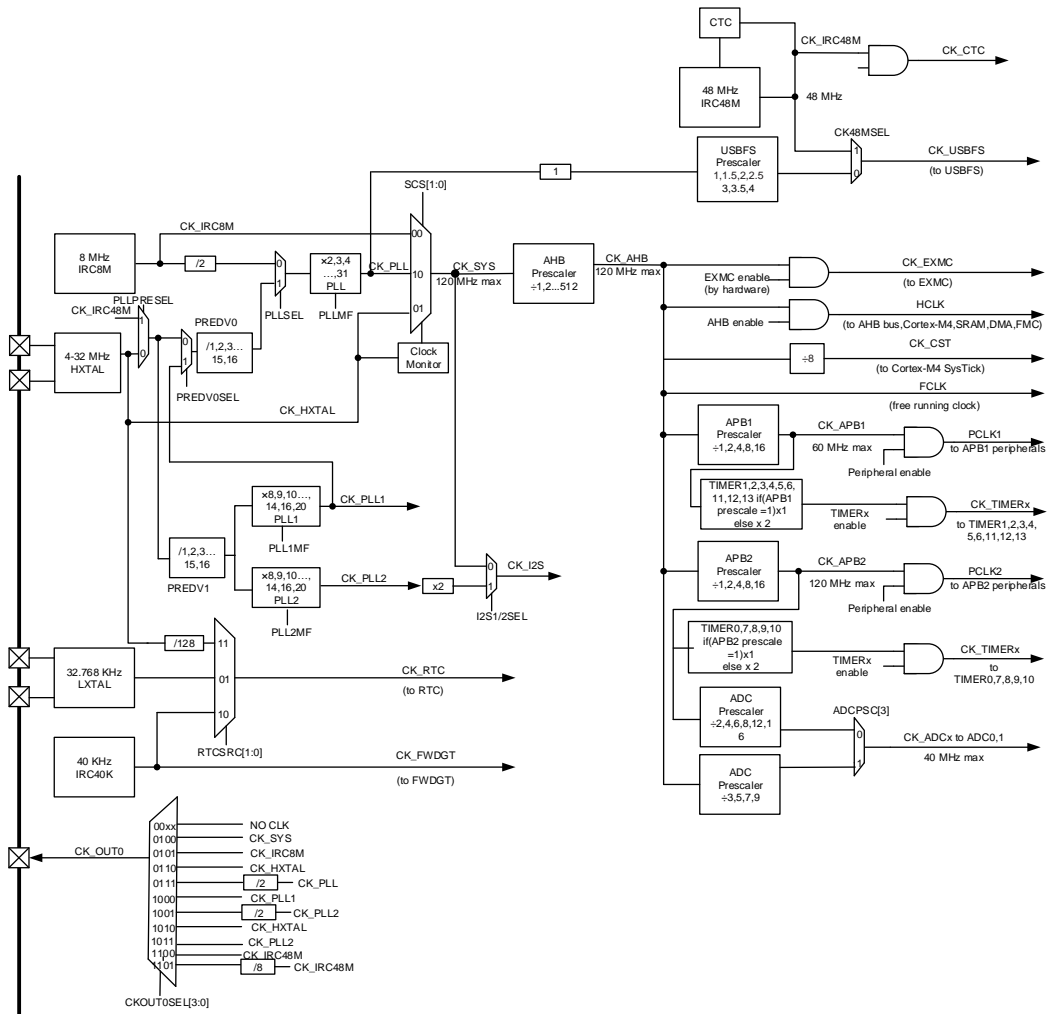 CTC
CK_IRC48M
CK_CTC
48 MHz
IRC48M
48 MHz
CK48MSEL
1
0
CK_USBFS
(to USBFS)
USBFS
Prescaler
1,1.5,2,2.5
3,3.5,4
1
SCS[1:0]
CK_IRC8M
8 MHz
IRC8M
/2
0
1
PLLSEL
×2,3,4
…,31
PLL
PLLMF
CK_PLL
00
10
01
CK_SYS
120 MHz max
AHB
Prescaler
÷1,2...512
CK_AHB
120 MHz max
EXMC enable
(by hardware)
CK_EXMC
(to EXMC)
AHB enable
HCLK
(to AHB bus,Cortex-M4,SRAM,DMA,FMC)
÷8
CK_CST
(to Cortex-M4 SysTick)
FCLK
(free running clock)
PLLPRESEL
CK_IRC48M
1
0
4-32 MHz
HXTAL
PREDV0
0
1
/1,2,3…
15,16
PREDV0SEL
Clock
Monitor
CK_HXTAL
APB1
Prescaler
÷1,2,4,8,16
CK_APB1
60 MHz max
Peripheral enable
PCLK1
to APB1 peripherals
TIMER1,2,3,4,5,6,
11,12,13 if(APB1
prescale =1)x1
else x 2
TIMERx
enable
CK_TIMERx
to TIMER1,2,3,4,
5,6,11,12,13
×8,9,10…,
14,16,20
PLL1
PLL1MF
CK_PLL1
/1,2,3…
15,16
PREDV1
×8,9,10…,
14,16,20
PLL2
PLL2MF
CK_PLL2
x2
0
1
CK_I2S
I2S1/2SEL
APB2
Prescaler
÷1,2,4,8,16
CK_APB2
120 MHz max
Peripheral enable
PCLK2
to APB2 peripherals
TIMER0,7,8,9,10
if(APB2 prescale
=1)x1
else x 2
TIMERx
enable
CK_TIMERx
to
TIMER0,7,8,9,10
/128
11
01
10
32.768 KHz
LXTAL
CK_RTC
(to RTC)
RTCSRC[1:0]
40 KHz
IRC40K
CK_FWDGT
(to FWDGT)
ADC
Prescaler
÷2,4,6,8,12,1
6
ADCPSC[3]
0
1
CK_ADCx to ADC0,1
40 MHz max
ADC
Prescaler
÷3,5,7,9
CK_OUT0
00xx
NO CLK
0100
CK_SYS
0101
CK_IRC8M
0110
CK_HXTAL
0111
/2
CK_PLL
1000
CK_PLL1
1001
/2
CK_PLL2
1010
CK_HXTAL
1011
CK_PLL2
1100
CK_IRC48M
1101
/8
CK_IRC48M
CKOUT0SEL[3:0]